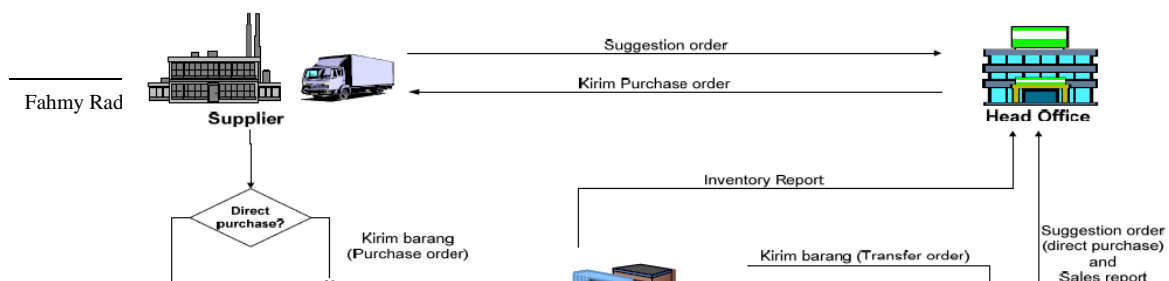 Suggestion order
Kirim Purchase order
Fahmy Rad
Supplier
Head Office
Inventory Report
Direct
purchase?
Kirim barang
(Purchase order)
Kirim barang (Transfer order)
Suggestion order
(direct purchase)
and
Sales report